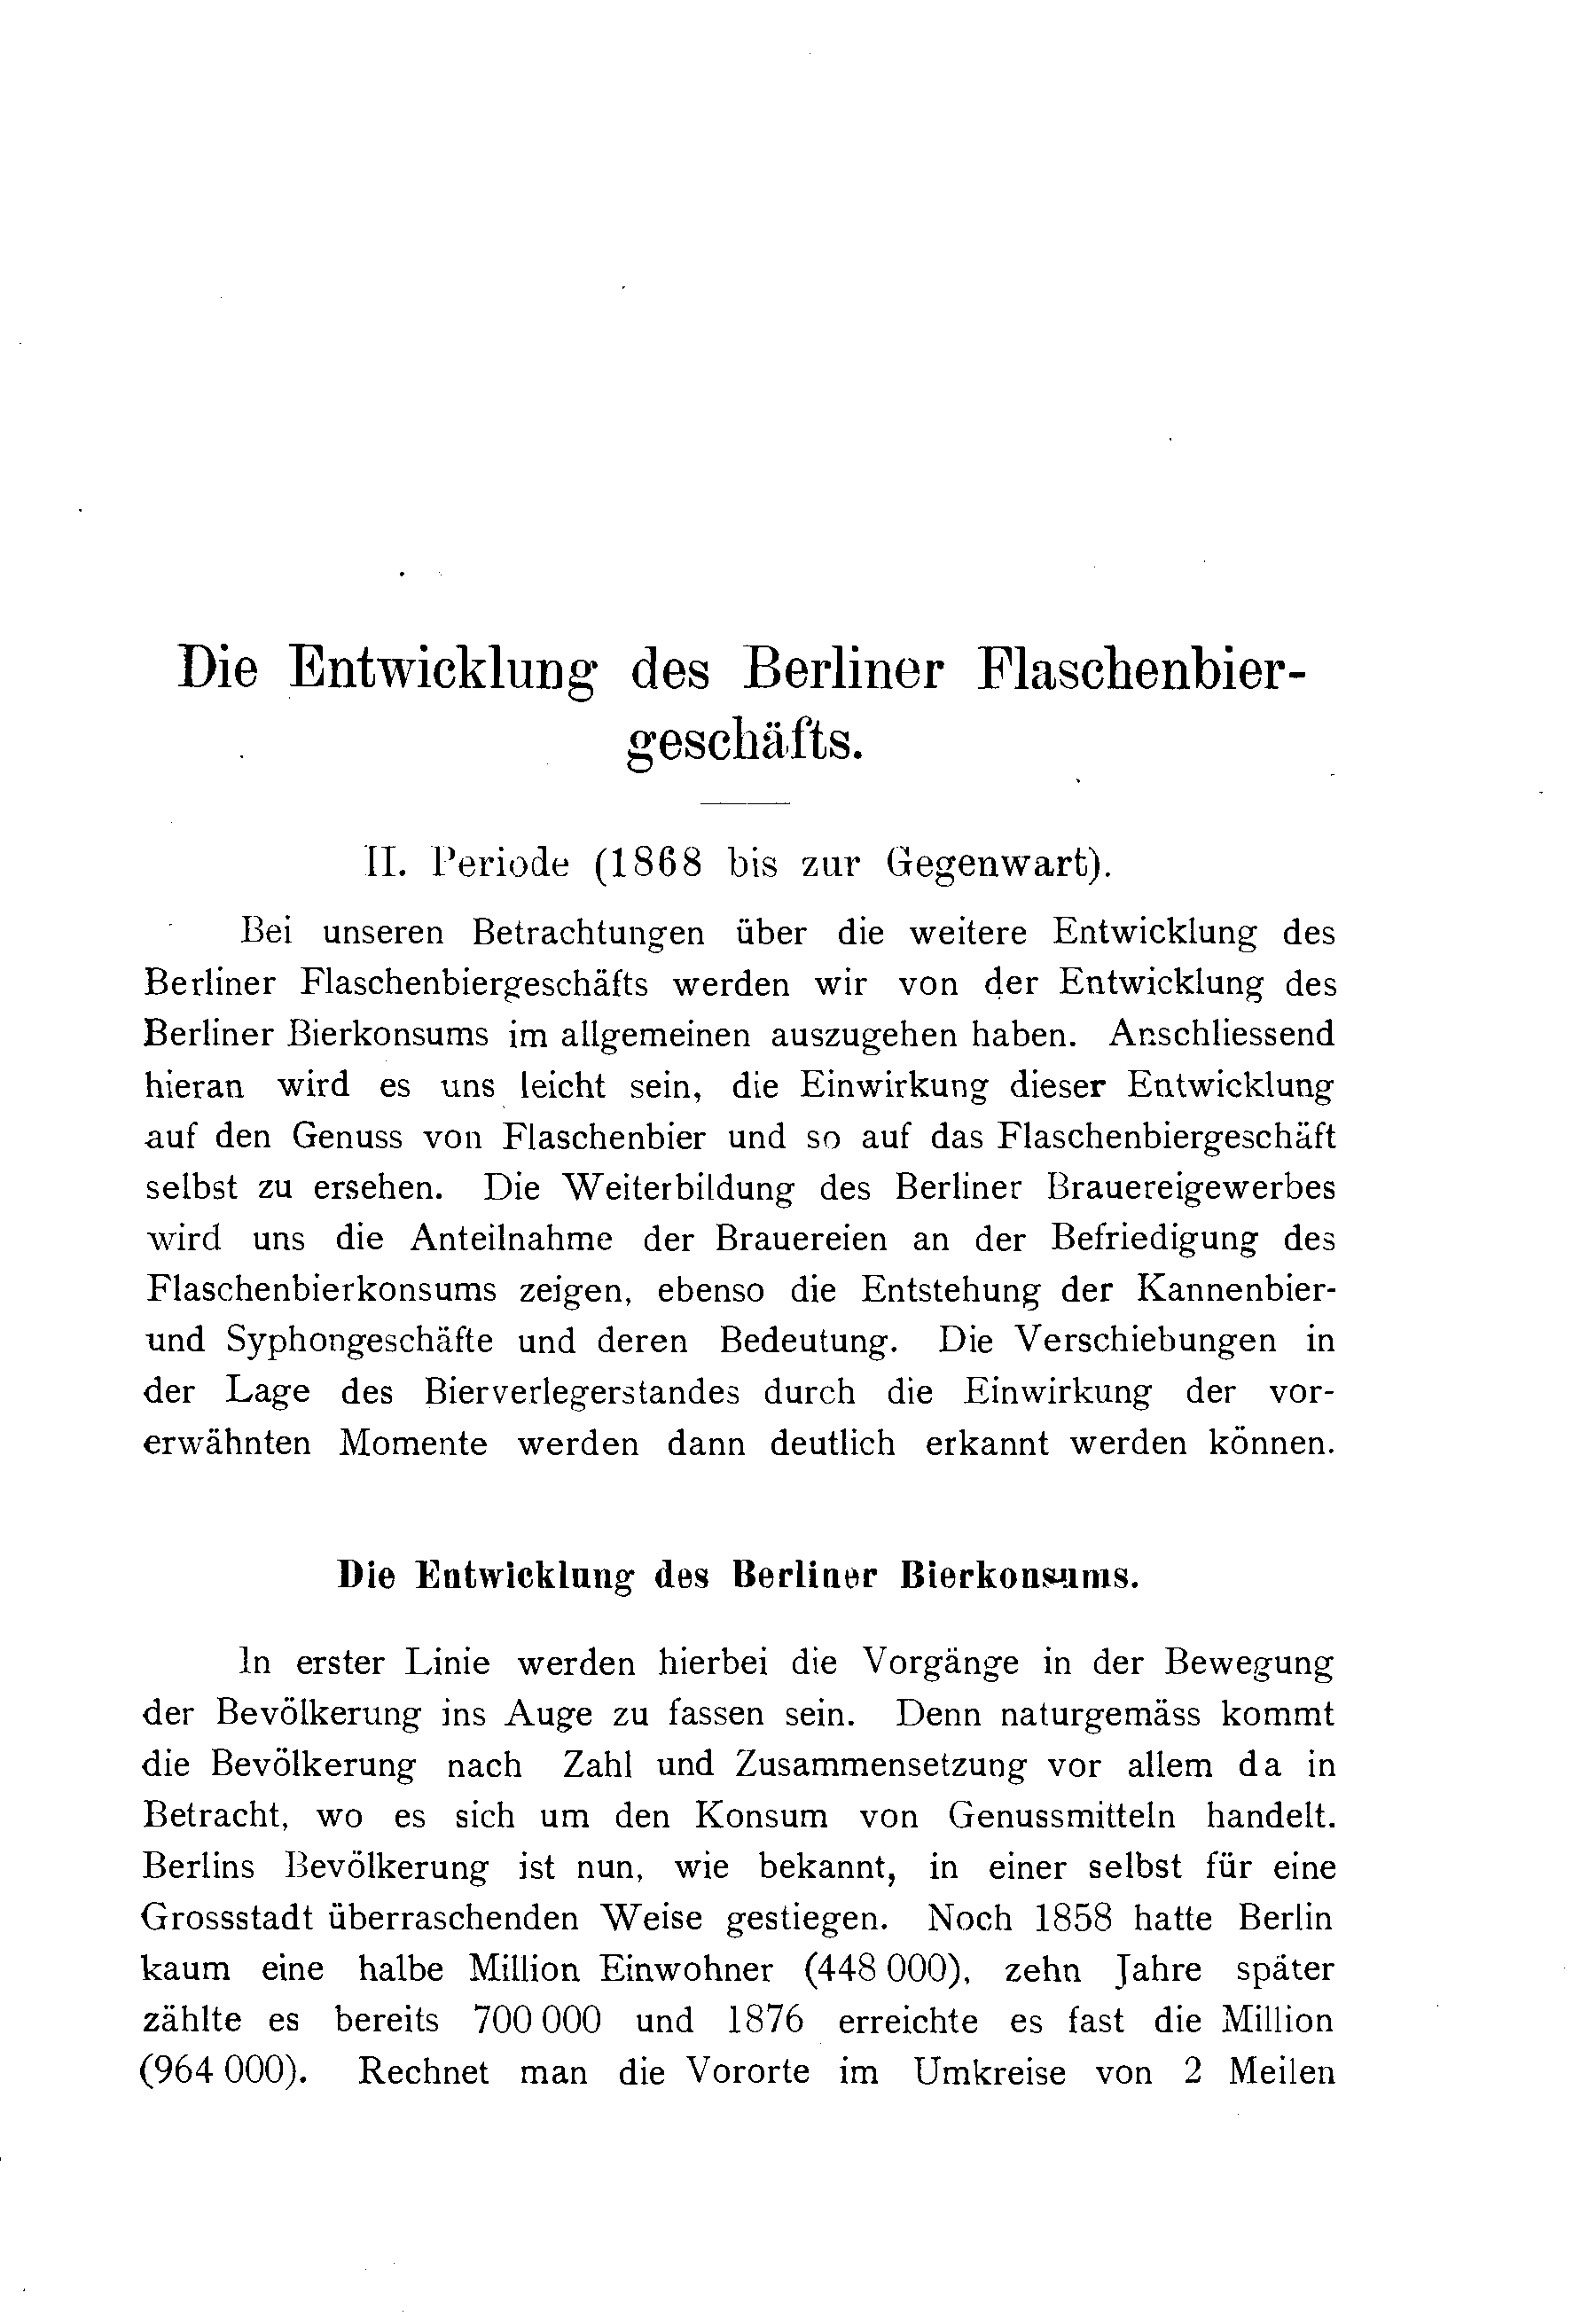 Die Entwicklung des Berliner Flaschenbier-
geschäfts.
II. Periode (1868 bis zur Gegenwart).
Bei unseren Betrachtungen über die weitere Entwicklung des
Berliner Flaschenbiergeschäfts werden wir von der Entwicklung des
Berliner Bierkonsums im allgemeinen auszugehen haben. Anschliessend
hieran wird es uns leicht sein, die Einwirkung dieser Entwicklung
auf den Genuss von Flaschenbier und so auf das Flaschenbiergeschäft
selbst zu ersehen. Die Weiterbildung des Berliner Brauereigewerbes
wird uns die Anteilnahme der Brauereien an der Befriedigung des
Flaschenbierkonsums zeigen, ebenso die Entstehung der Kannenbier-
und Syphongeschäfte und deren Bedeutung. Die Verschiebungen in
der Lage des Bierverlegerstandes durch die Einwirkung der vor-
erwähnten Momente werden dann deutlich erkannt werden können.
Die Entwicklung des Berliner Bierkonsums.
In erster Linie werden hierbei die Vorgänge in der Bewegung
der Bevölkerung ins Auge zu fassen sein. Denn naturgemäss kommt
die Bevölkerung nach Zahl und Zusammensetzung vor allem da in
Betracht, wo es sich um den Konsum von Genussmitteln handelt.
Berlins Bevölkerung ist nun, wie bekannt, in einer selbst für eine
Grossstadt überraschenden Weise gestiegen. Noch 1858 hatte Berlin
kaum eine halbe Million Einwohner (448 000), zehn Jahre später
zählte es bereits 700 000 und 1876 erreichte es fast die Million
(964 000). Rechnet man die Vororte im Umkreise von 2 Meilen